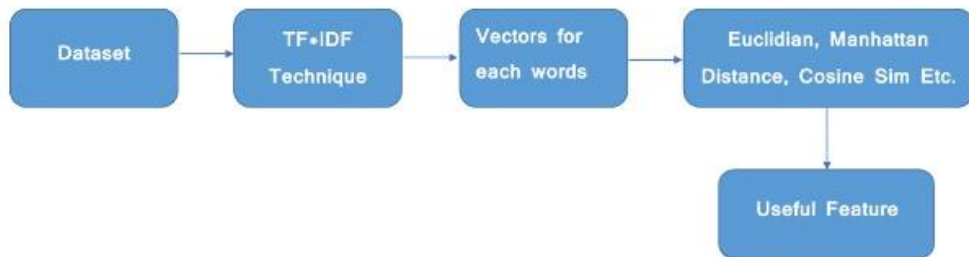 Dataset
TF•IDF
Technique
Vectors for
each words
Euclidian, Manhattan
Distance, Cosine Sim Etc.
Useful Feature